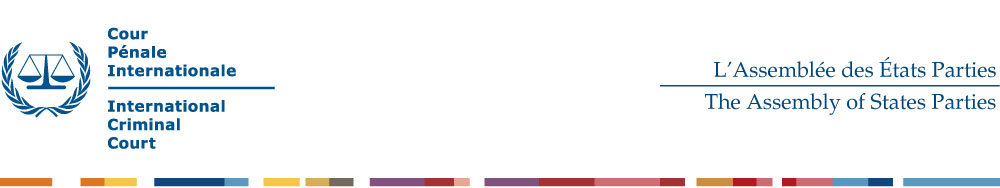 Cour
Pénale
Internationale
International
Criminal
Court
L’Assemblée des États Parties
The Assembly of States Parties